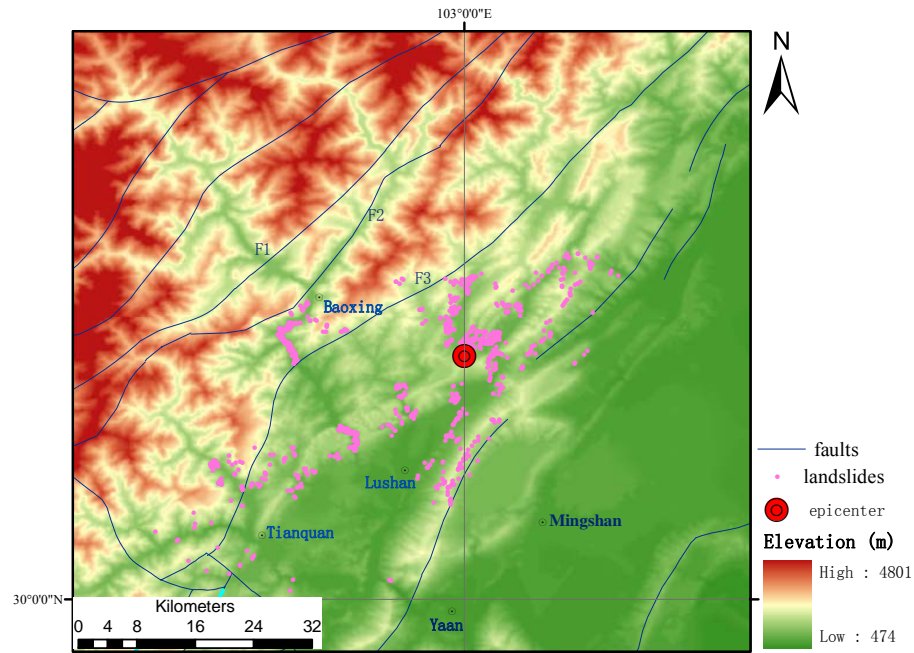 103°0'0"E
N
F2
F1
F3
Baoxing
Lushan
Tianquan
Mingshan
Yaan
30°0'0"N
Kilometers
0 4 8 16 24 32
faults
landslides
epicenter
Elevation (m)
High : 4801
Low : 474